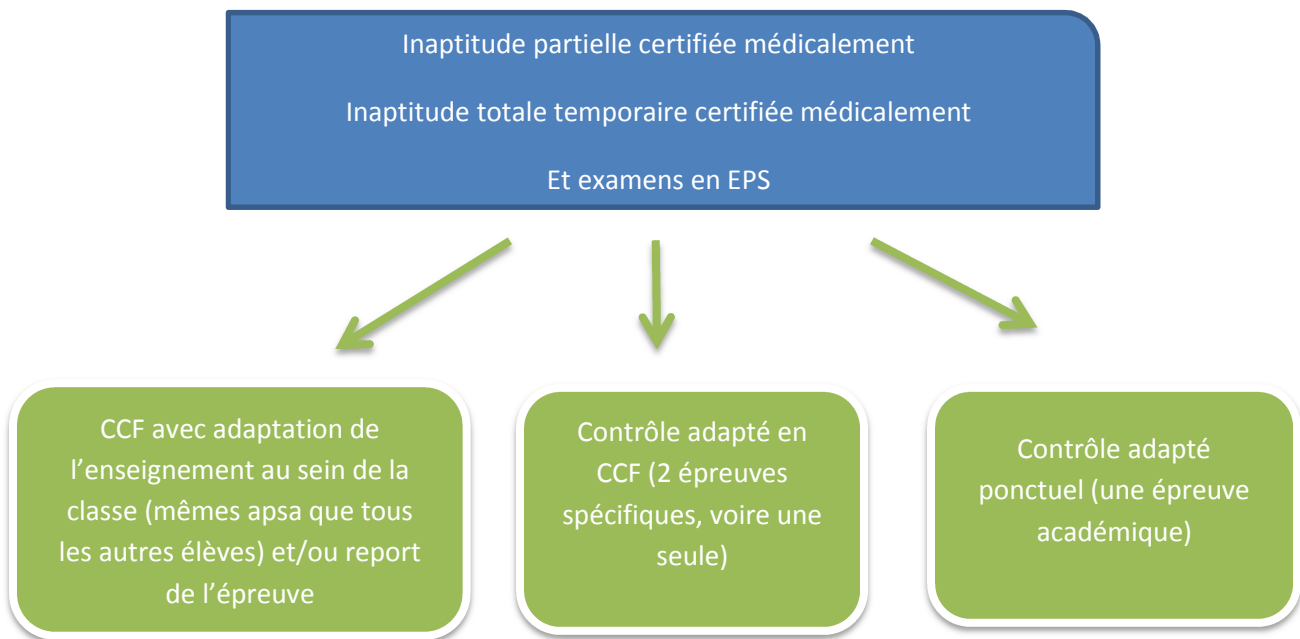 Inaptitude partielle certifiée médicalement
Inaptitude totale temporaire certifiée médicalement
Et examens en EPS
CCF avec adaptation de
l’enseignement au sein de la
classe (mêmes apsa que tous
les autres élèves) et/ou report
de l’épreuve
Contrôle adapté en
CCF (2 épreuves
spécifiques, voire une
seule)
Contrôle adapté
ponctuel (une épreuve
académique)